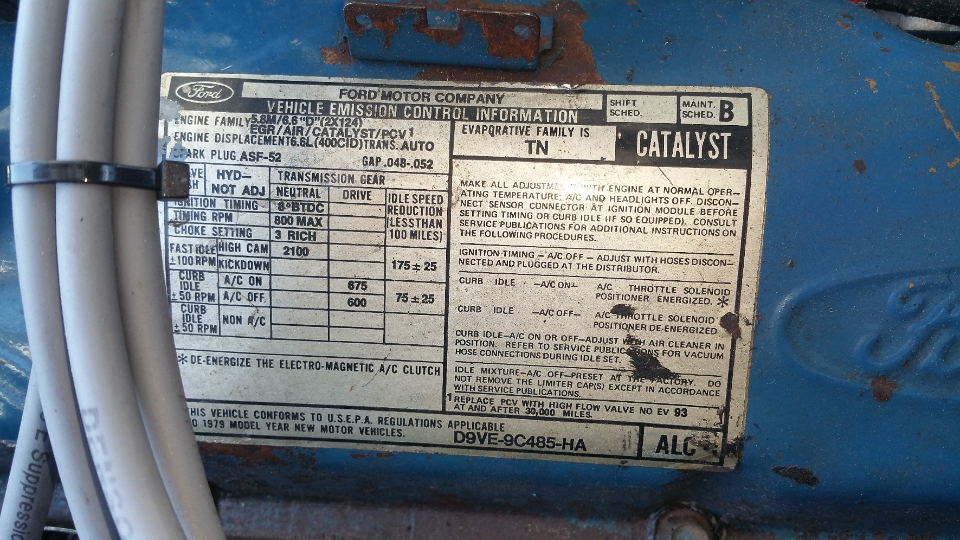 Ford
FORD MOTOR COMPANY
VEHICLE EMISSION CONTROL INFORMATION
SHIFT SCHED.
MAINT. SCHED. B
ENGINE FAMILY 5.8M/6.6 "D"(2X124)
EGR/AIR/CATALYST/PCV1
ENGINE DISPLACEMENT 6.6L(400CID) TRANS. AUTO
SPARK PLUG ASF-52 GAP .048-.052
EVAPORATIVE FAMILY IS
TN
CATALYST
HYD-
NOT ADJ
TRANSMISSION GEAR
NEUTRAL DRIVE
IDLE SPEED
REDUCTION
(LESS THAN
100 MILES)
IGNITION TIMING 8°BTDC
TIMING RPM 800 MAX
CHOKE SETTING 3 RICH
FAST IDLE HIGH CAM 2100
±100 RPM KICKDOWN 175±25
CURB IDLE ±50 RPM A/C ON 675
A/C OFF 600 75±25
CURB IDLE ±50 RPM NON A/C
* DE-ENERGIZE THE ELECTRO-MAGNETIC A/C CLUTCH
MAKE ALL ADJUSTMENTS WITH ENGINE AT NORMAL OPER-
ATING TEMPERATURE, A/C AND HEADLIGHTS OFF. DISCON-
NECT SENSOR CONNECTOR AT IGNITION MODULE BEFORE
SETTING TIMING OR CURB IDLE (IF SO EQUIPPED). CONSULT
SERVICE PUBLICATIONS FOR ADDITIONAL INSTRUCTIONS ON
THE FOLLOWING PROCEDURES.
IGNITION TIMING - A/C OFF - ADJUST WITH HOSES DISCON-
NECTED AND PLUGGED AT THE DISTRIBUTOR.
CURB IDLE -A/C ON- A/C THROTTLE SOLENOID
POSITIONER ENERGIZED. *
CURB IDLE -A/C OFF- A/C THROTTLE SOLENOID
POSITIONER DE-ENERGIZED
CURB IDLE-A/C ON OR OFF-ADJUST WITH AIR CLEANER IN
POSITION. REFER TO SERVICE PUBLICATIONS FOR VACUUM
HOSE CONNECTIONS DURING IDLE SET.
IDLE MIXTURE-A/C OFF-PRESET AT THE FACTORY. DO
NOT REMOVE THE LIMITER CAP(S) EXCEPT IN ACCORDANCE
WITH SERVICE PUBLICATIONS.
1 REPLACE PCV WITH HIGH FLOW VALVE NO EV 93
AT AND AFTER 30,000 MILES.
THIS VEHICLE CONFORMS TO U.S.E.P.A. REGULATIONS APPLICABLE
TO 1979 MODEL YEAR NEW MOTOR VEHICLES.
D9VE-9C485-HA
ALC